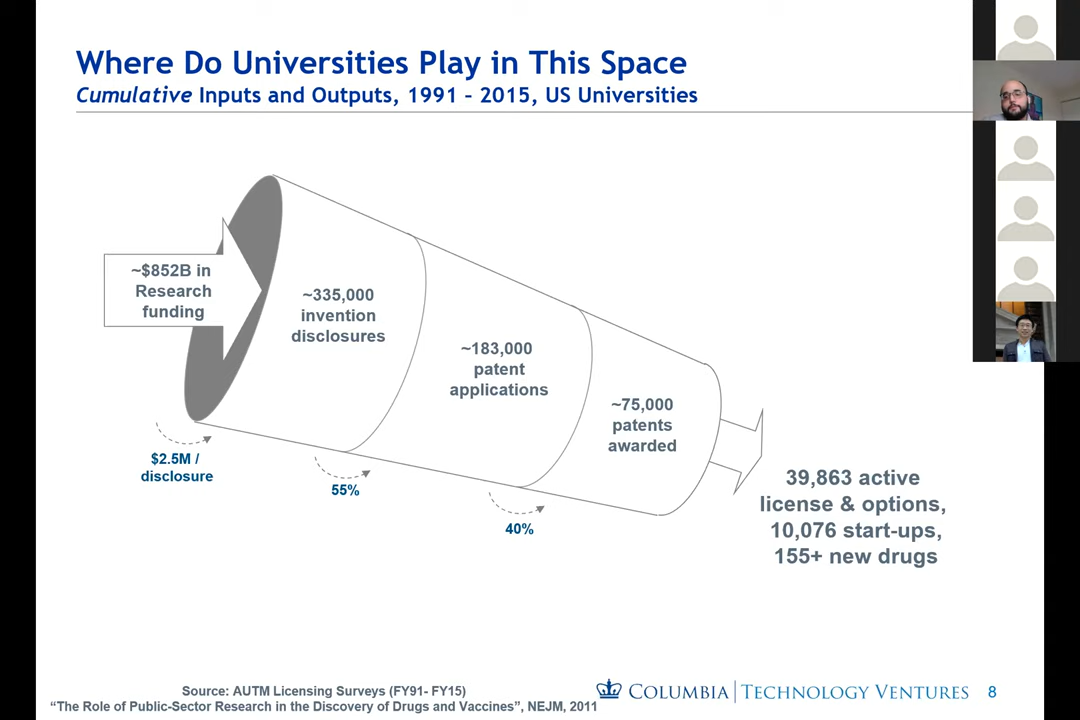 Where Do Universities Play in This Space
Cumulative Inputs and Outputs, 1991 – 2015, US Universities
~$852B in
Research
funding
~335,000
invention
disclosures
~183,000
patent
applications
~75,000
patents
awarded
$2.5M /
disclosure
55%
40%
39,863 active
license & options,
10,076 start-ups,
155+ new drugs
Source: AUTM Licensing Surveys (FY91- FY15)
“The Role of Public-Sector Research in the Discovery of Drugs and Vaccines”, NEJM, 2011
COLUMBIA | TECHNOLOGY VENTURES 8